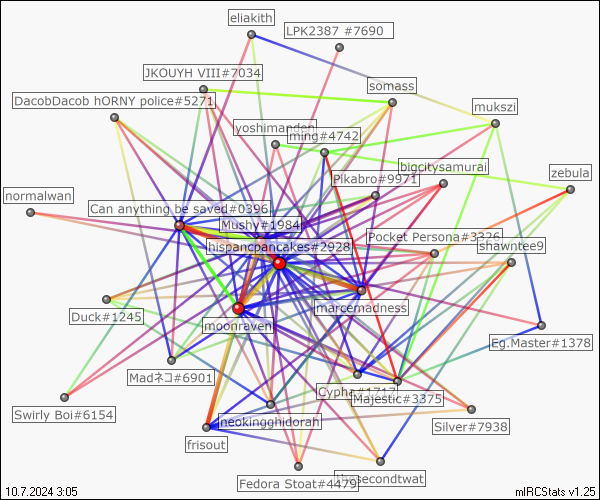 eliakith
LPK2387 #7690
JKOUYH VIII#7034
somass
DacobDacob hORNY police#5271
mukszi
yoshimanden
ming#4742
biocitysamurai
zebula
Pikabro#9971
normalwan
Can anything be saved#0396
Mushy#1984
Pocket Persona#3226
hispancpancakes#2928
shawntee9
marcemadness
Duck#1245
moonraven
Eg.Master#1378
Madネコ#6901
Cypha#1717
Majestic#3375
Swirly Boi#6154
neokingghidorah
Silver#7938
frisout
Fedora Stoat#4479
thesecondtwat
10.7.2024 3:05
mIRCStats v1.25